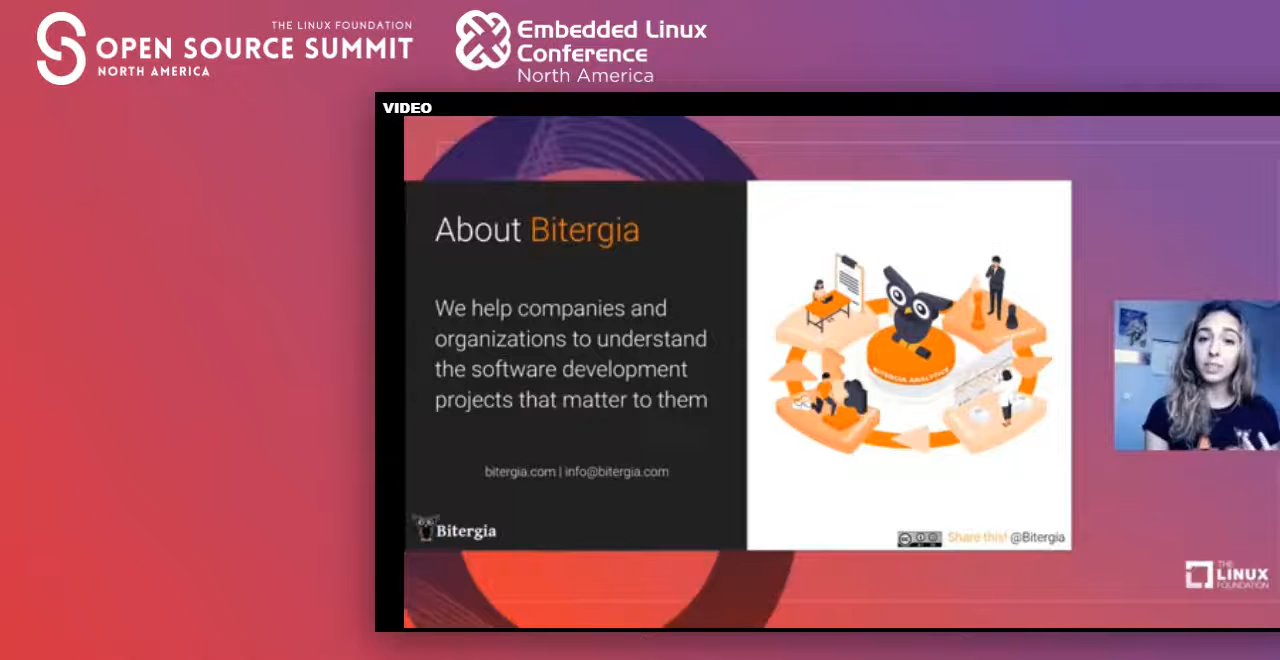 THE LINUX FOUNDATION
OPEN SOURCE SUMMIT
NORTH AMERICA
Embedded Linux
Conference
North America
VIDEO
About Bitergia
We help companies and
organizations to understand
the software development
projects that matter to them
bitergia.com | info@bitergia.com
Bitergia
BITERGIA ANALYTICS
Share this! @Bitergia
THE
LINUX
FOUNDATION